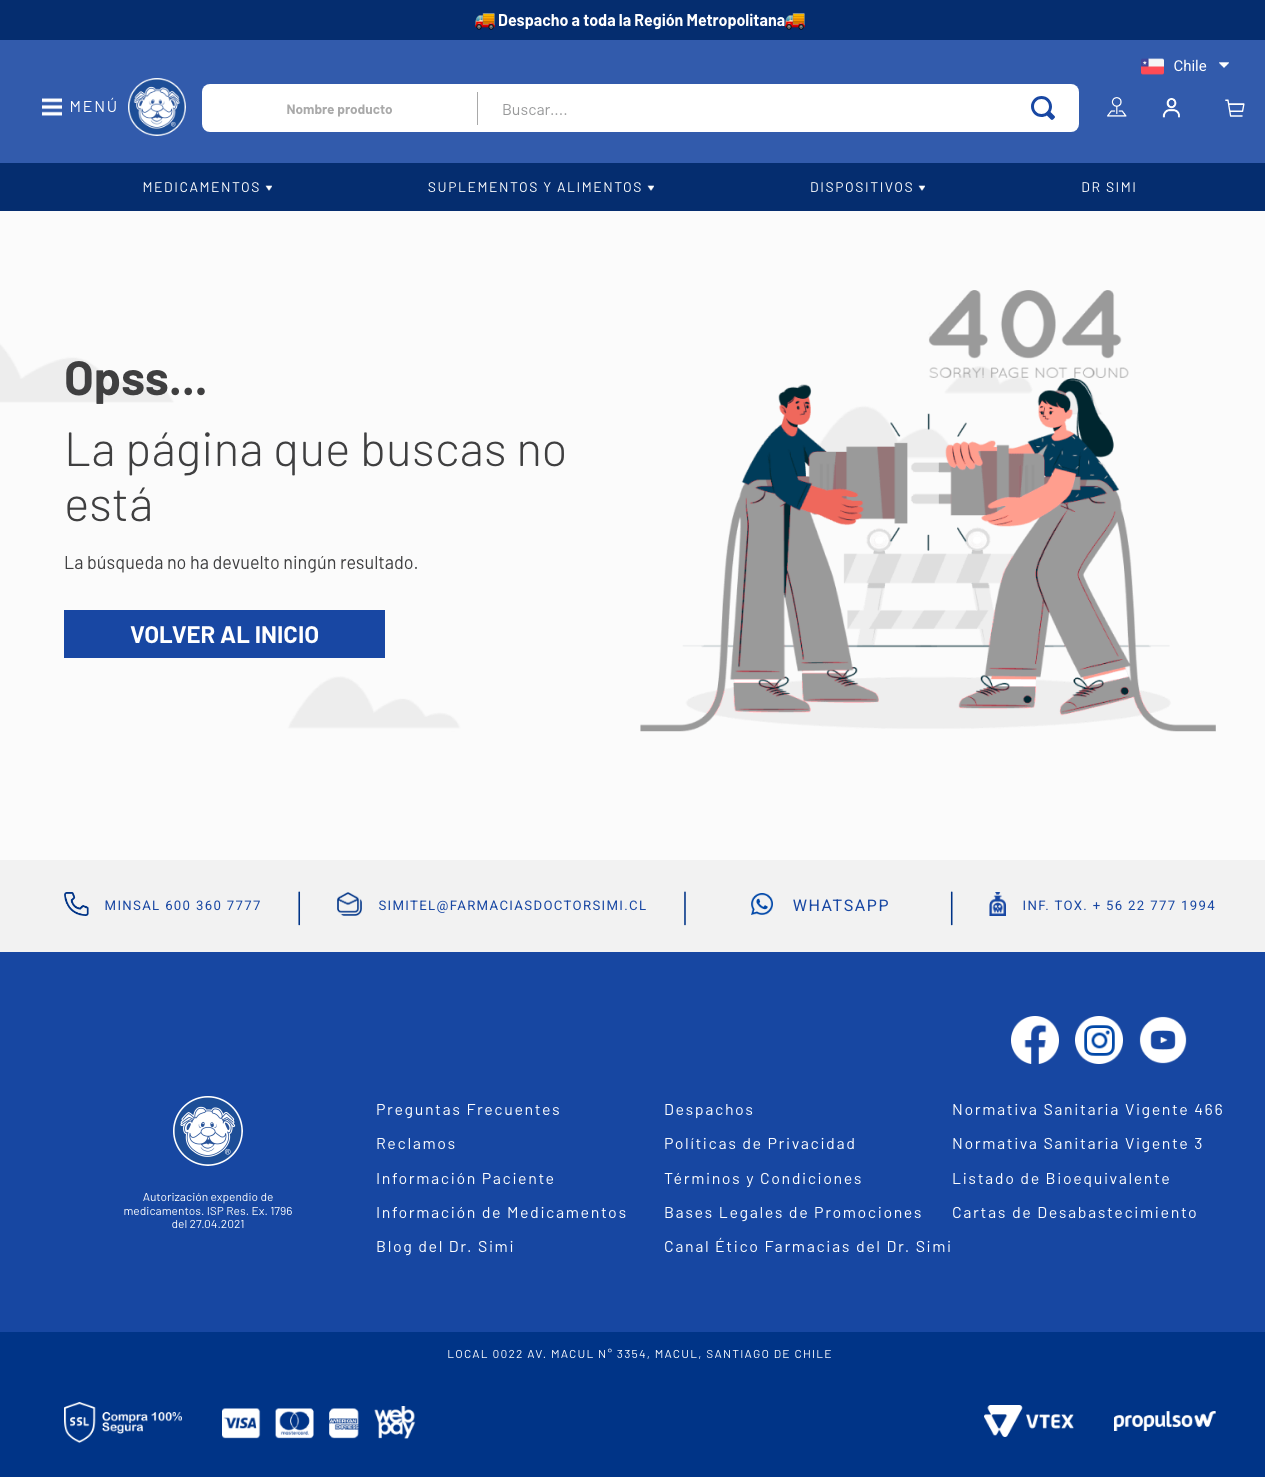 🚚 Despacho a toda la Región Metropolitana🚚
Chile
MENÚ
Nombre producto
Buscar....
MEDICAMENTOS ▾
SUPLEMENTOS Y ALIMENTOS ▾
DISPOSITIVOS ▾
DR SIMI
404
SORRY! PAGE NOT FOUND
Opss...
La página que buscas no
está
La búsqueda no ha devuelto ningún resultado.
VOLVER AL INICIO
MINSAL 600 360 7777
SIMITEL@FARMACIASDOCTORSIMI.CL
WHATSAPP
INF. TOX. + 56 22 777 1994
Autorización expendio de
medicamentos. ISP Res. Ex. 1796
del 27.04.2021
Preguntas Frecuentes
Reclamos
Información Paciente
Información de Medicamentos
Blog del Dr. Simi
Despachos
Políticas de Privacidad
Términos y Condiciones
Bases Legales de Promociones
Canal Ético Farmacias del Dr. Simi
Normativa Sanitaria Vigente 466
Normativa Sanitaria Vigente 3
Listado de Bioequivalente
Cartas de Desabastecimiento
LOCAL 0022 AV. MACUL N° 3354, MACUL, SANTIAGO DE CHILE
SSL
Compra 100%
Segura
VISA
mastercard
AMERICAN
EXPRESS
web
pay
VTEX
propulsow